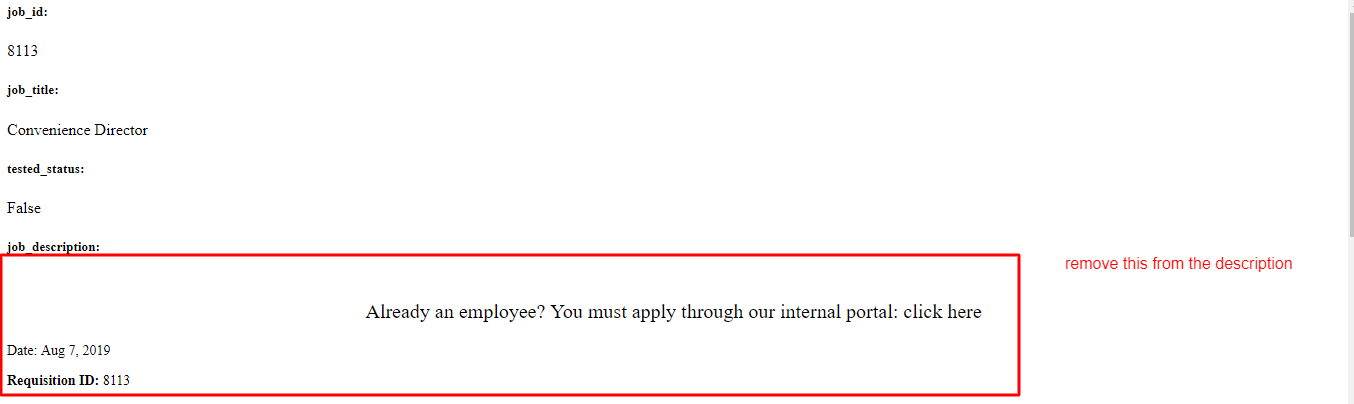 job_id:
8113
job_title:
Convenience Director
tested_status:
False
job_description:
remove this from the description
Already an employee? You must apply through our internal portal: click here
Date: Aug 7, 2019
Requisition ID: 8113